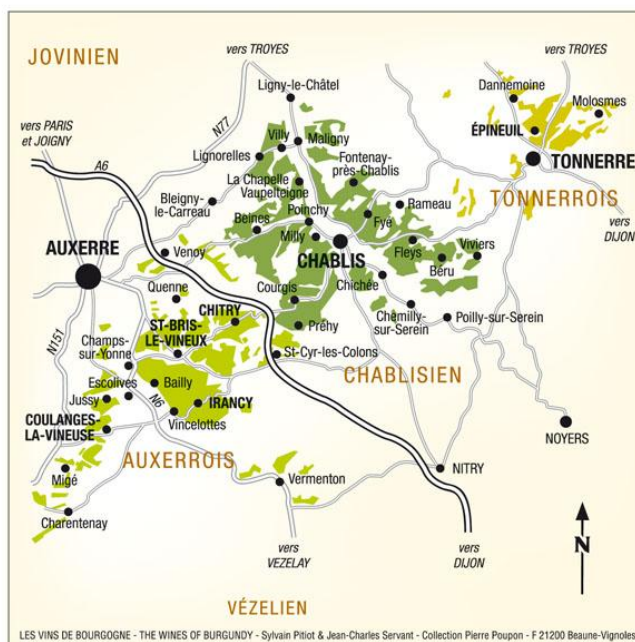 JOVINIEN
vers TROYES
vers TROYES
Ligny-le-Châtel
Dannemoine
Molosmes
vers PARIS
et JOIGNY
N77
ÉPINEUIL
A6
Villy
Maligny
Lignorelles
Fontenay-
près-Chablis
TONNERRE
La Chapelle
Vaupelteigne
TONNERROIS
Bleigny-
le-Carreau
Rameau
Poinchy
Beines
Fyé
vers
DIJON
AUXERRE
Milly
Venoy
CHABLIS
Fleys
Viviers
Béru
Quenne
Chichée
Courgis
CHITRY
Chemilly-
sur-Serein
Poilly-sur-Serein
ST-BRIS-
LE-VINEUX
Préhy
N151
Champs-
sur-Yonne
St-Cyr-les-Colons
CHABLISIEN
Escolives
Bailly
Jussy
N6
IRANCY
COULANGES-
LA-VINEUSE
Vincelottes
NOYERS
AUXERROIS
NITRY
Migé
Vermenton
Charentenay
N
vers
VEZELAY
vers
DIJON
VÉZELIEN
LES VINS DE BOURGOGNE - THE WINES OF BURGUNDY - Sylvain Pitiot & Jean-Charles Servant - Collection Pierre Poupon - F 21200 Beaune-Vignoles